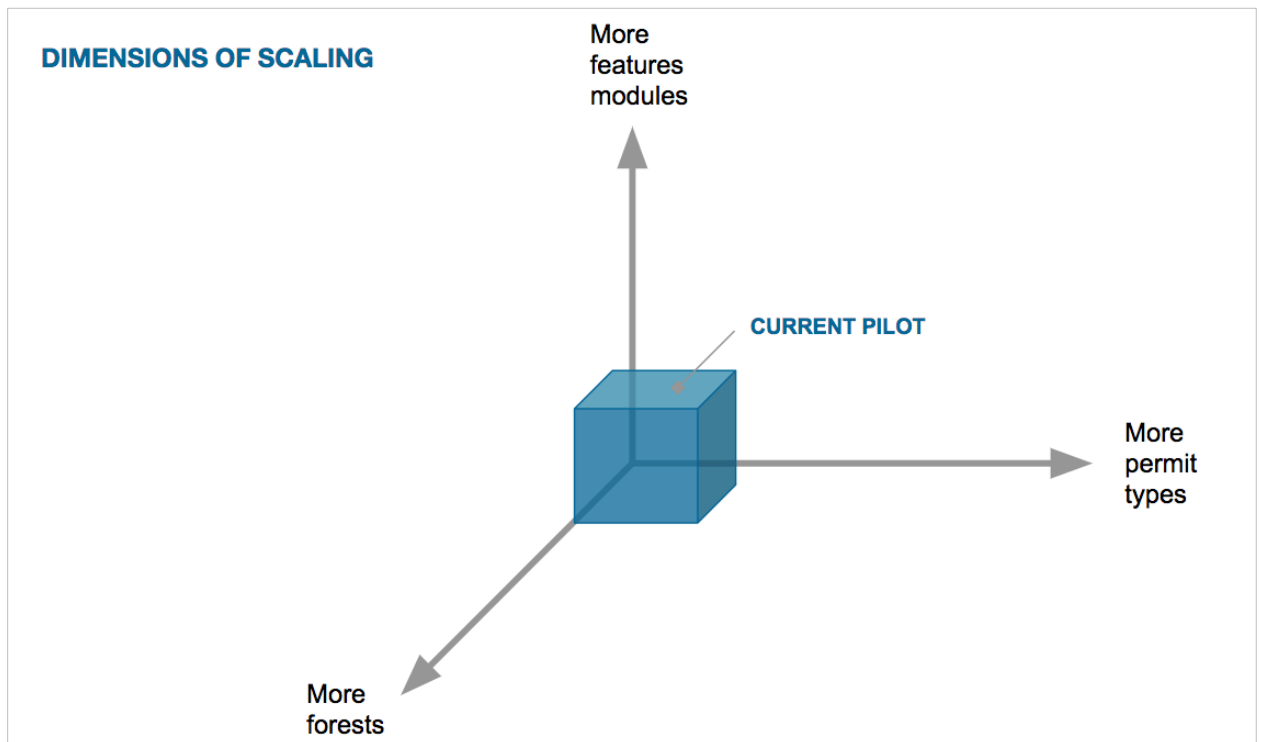 DIMENSIONS OF SCALING
More
features
modules
CURRENT PILOT
More
permit
types
More
forests